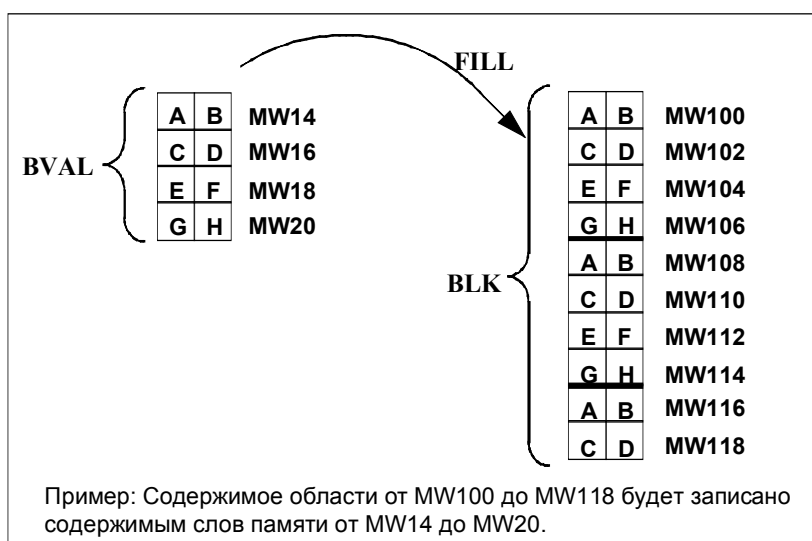 FILL
A B MW14
C D MW16
E F MW18
G H MW20
BVAL
A B MW100
C D MW102
E F MW104
G H MW106
A B MW108
C D MW110
E F MW112
G H MW114
A B MW116
C D MW118
BLK
Пример: Содержимое области от MW100 до MW118 будет записано
содержимым слов памяти от MW14 до MW20.